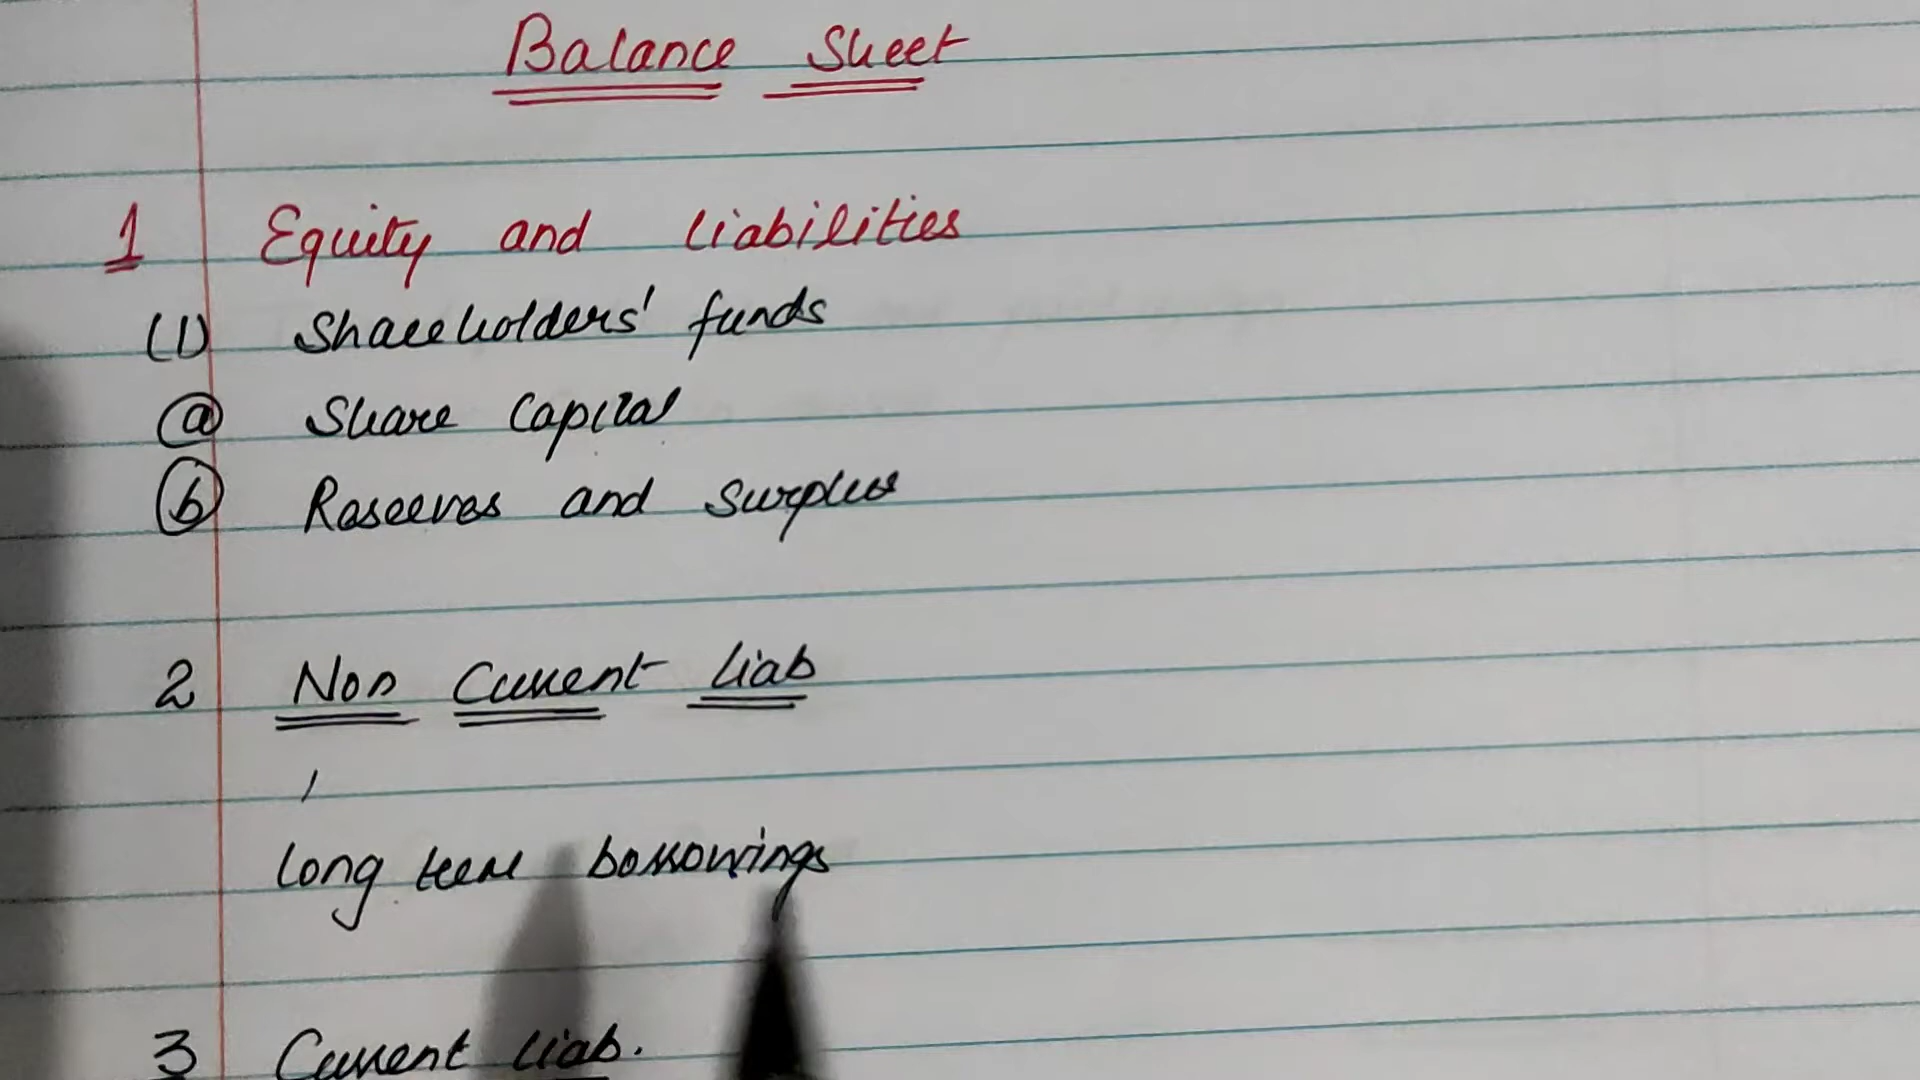 Balance Sheet
1 Equity and Liabilities
(1) Shareholders' funds
(a) Share Capital
(b) Reserves and Surplus
2 Non Current Liab
long term borrowings
3 Current Liab.